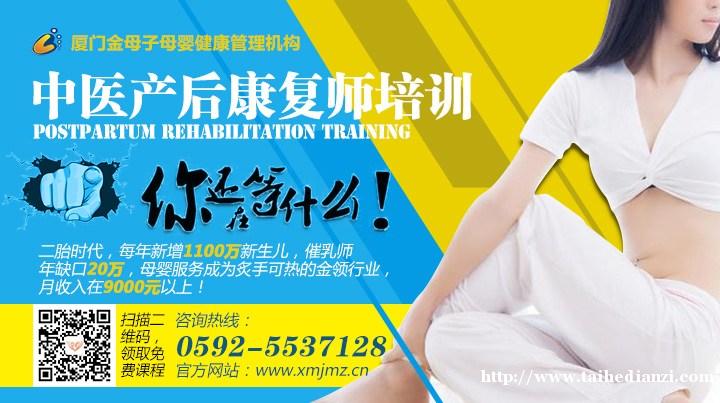 厦门金母子母婴健康管理机构
中医产后康复师培训
POSTPARTUM REHABILITATION TRAINING
你还在等什么！
二胎时代，每年新增1100万新生儿，催乳师
年缺口20万，母婴服务成为炙手可热的金领行业，
月收入在9000元以上！
扫描二
维码，
领取免
费课程
咨询热线：
0592-5537128
官方网站：www.xmjmz.cn
http://www.taihedianzi.com